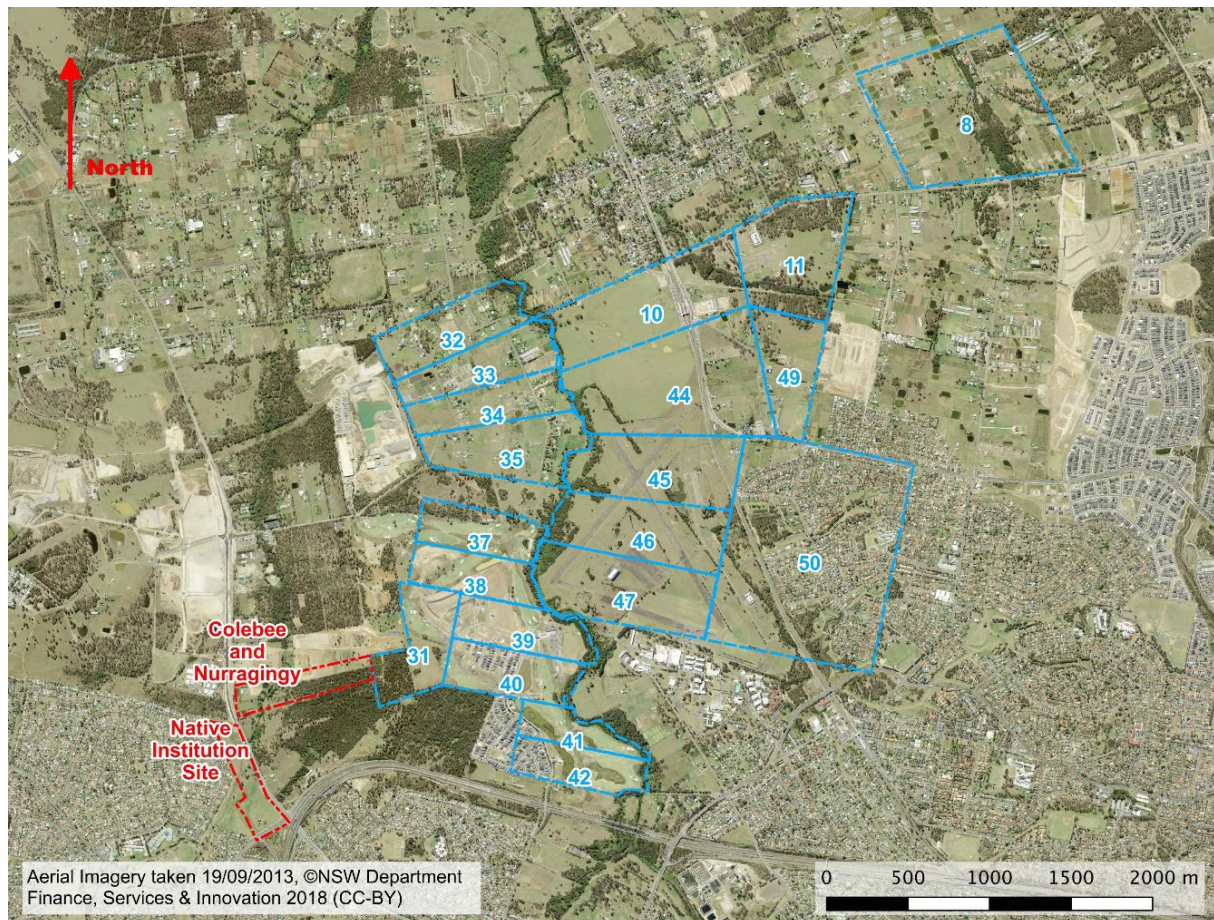 North
8
11
10
32
33
49
44
34
35
45
46
37
50
38
47
39
Colebee
and
Nurragingy
31
40
Native
Institution
Site
41
42
Aerial Imagery taken 19/09/2013, ©NSW Department
Finance, Services & Innovation 2018 (CC-BY)
0 500 1000 1500 2000 m